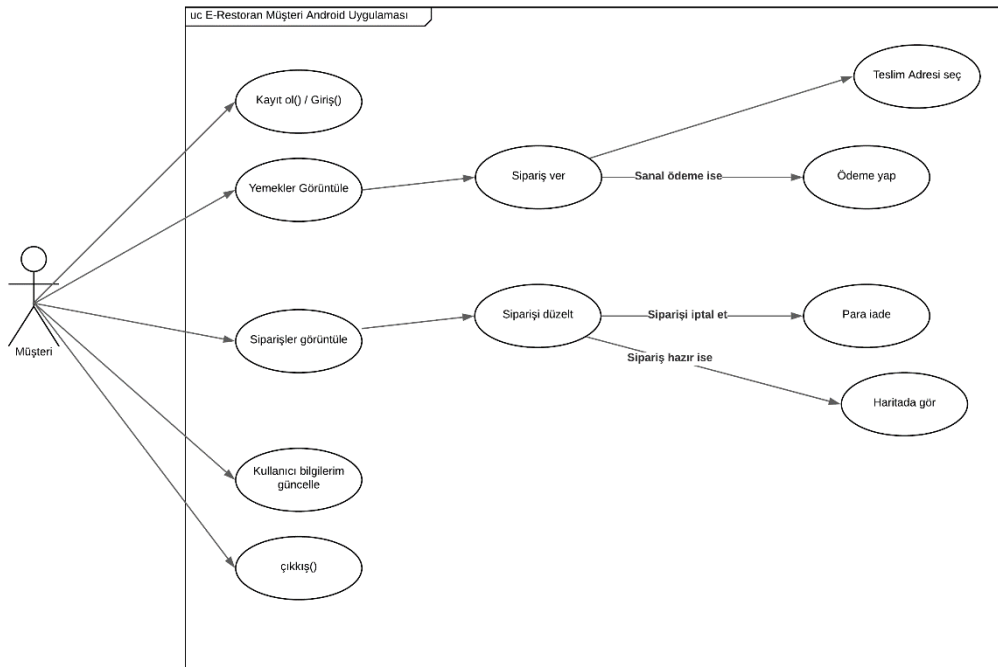 uc E-Restoran Müşteri Android Uygulaması
Teslim Adresi seç
Kayıt ol() / Giriş()
Yemekler Görüntüle
Sipariş ver
Sanal ödeme ise
Ödeme yap
Müşteri
Siparişler görüntüle
Siparişi düzelt
Siparişi iptal et
Para iade
Sipariş hazır ise
Haritada gör
Kullanıcı bilgilerim
güncelle
çıkkış()